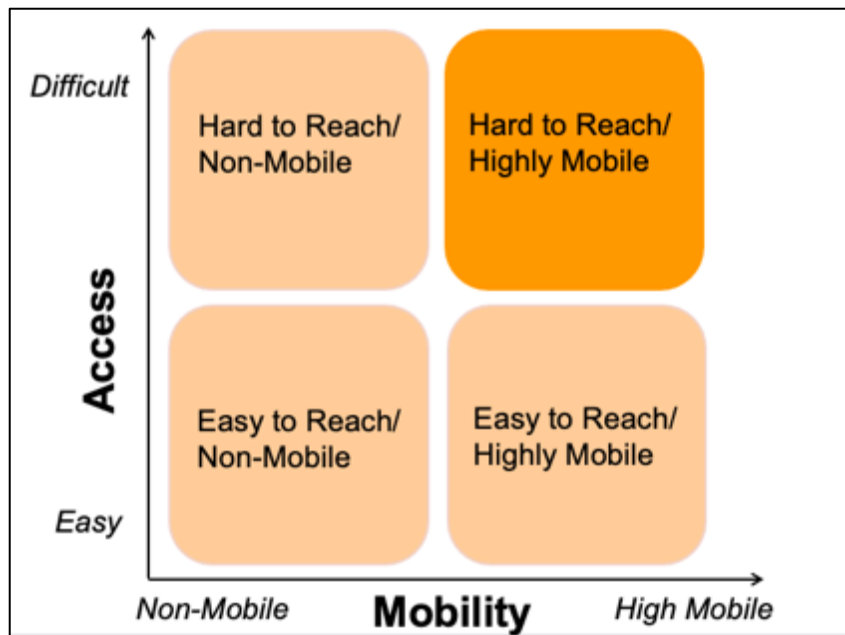 Difficult
Hard to Reach/
Non-Mobile
Hard to Reach/
Highly Mobile
Access
Easy to Reach/
Non-Mobile
Easy to Reach/
Highly Mobile
Easy
Non-Mobile
Mobility
High Mobile